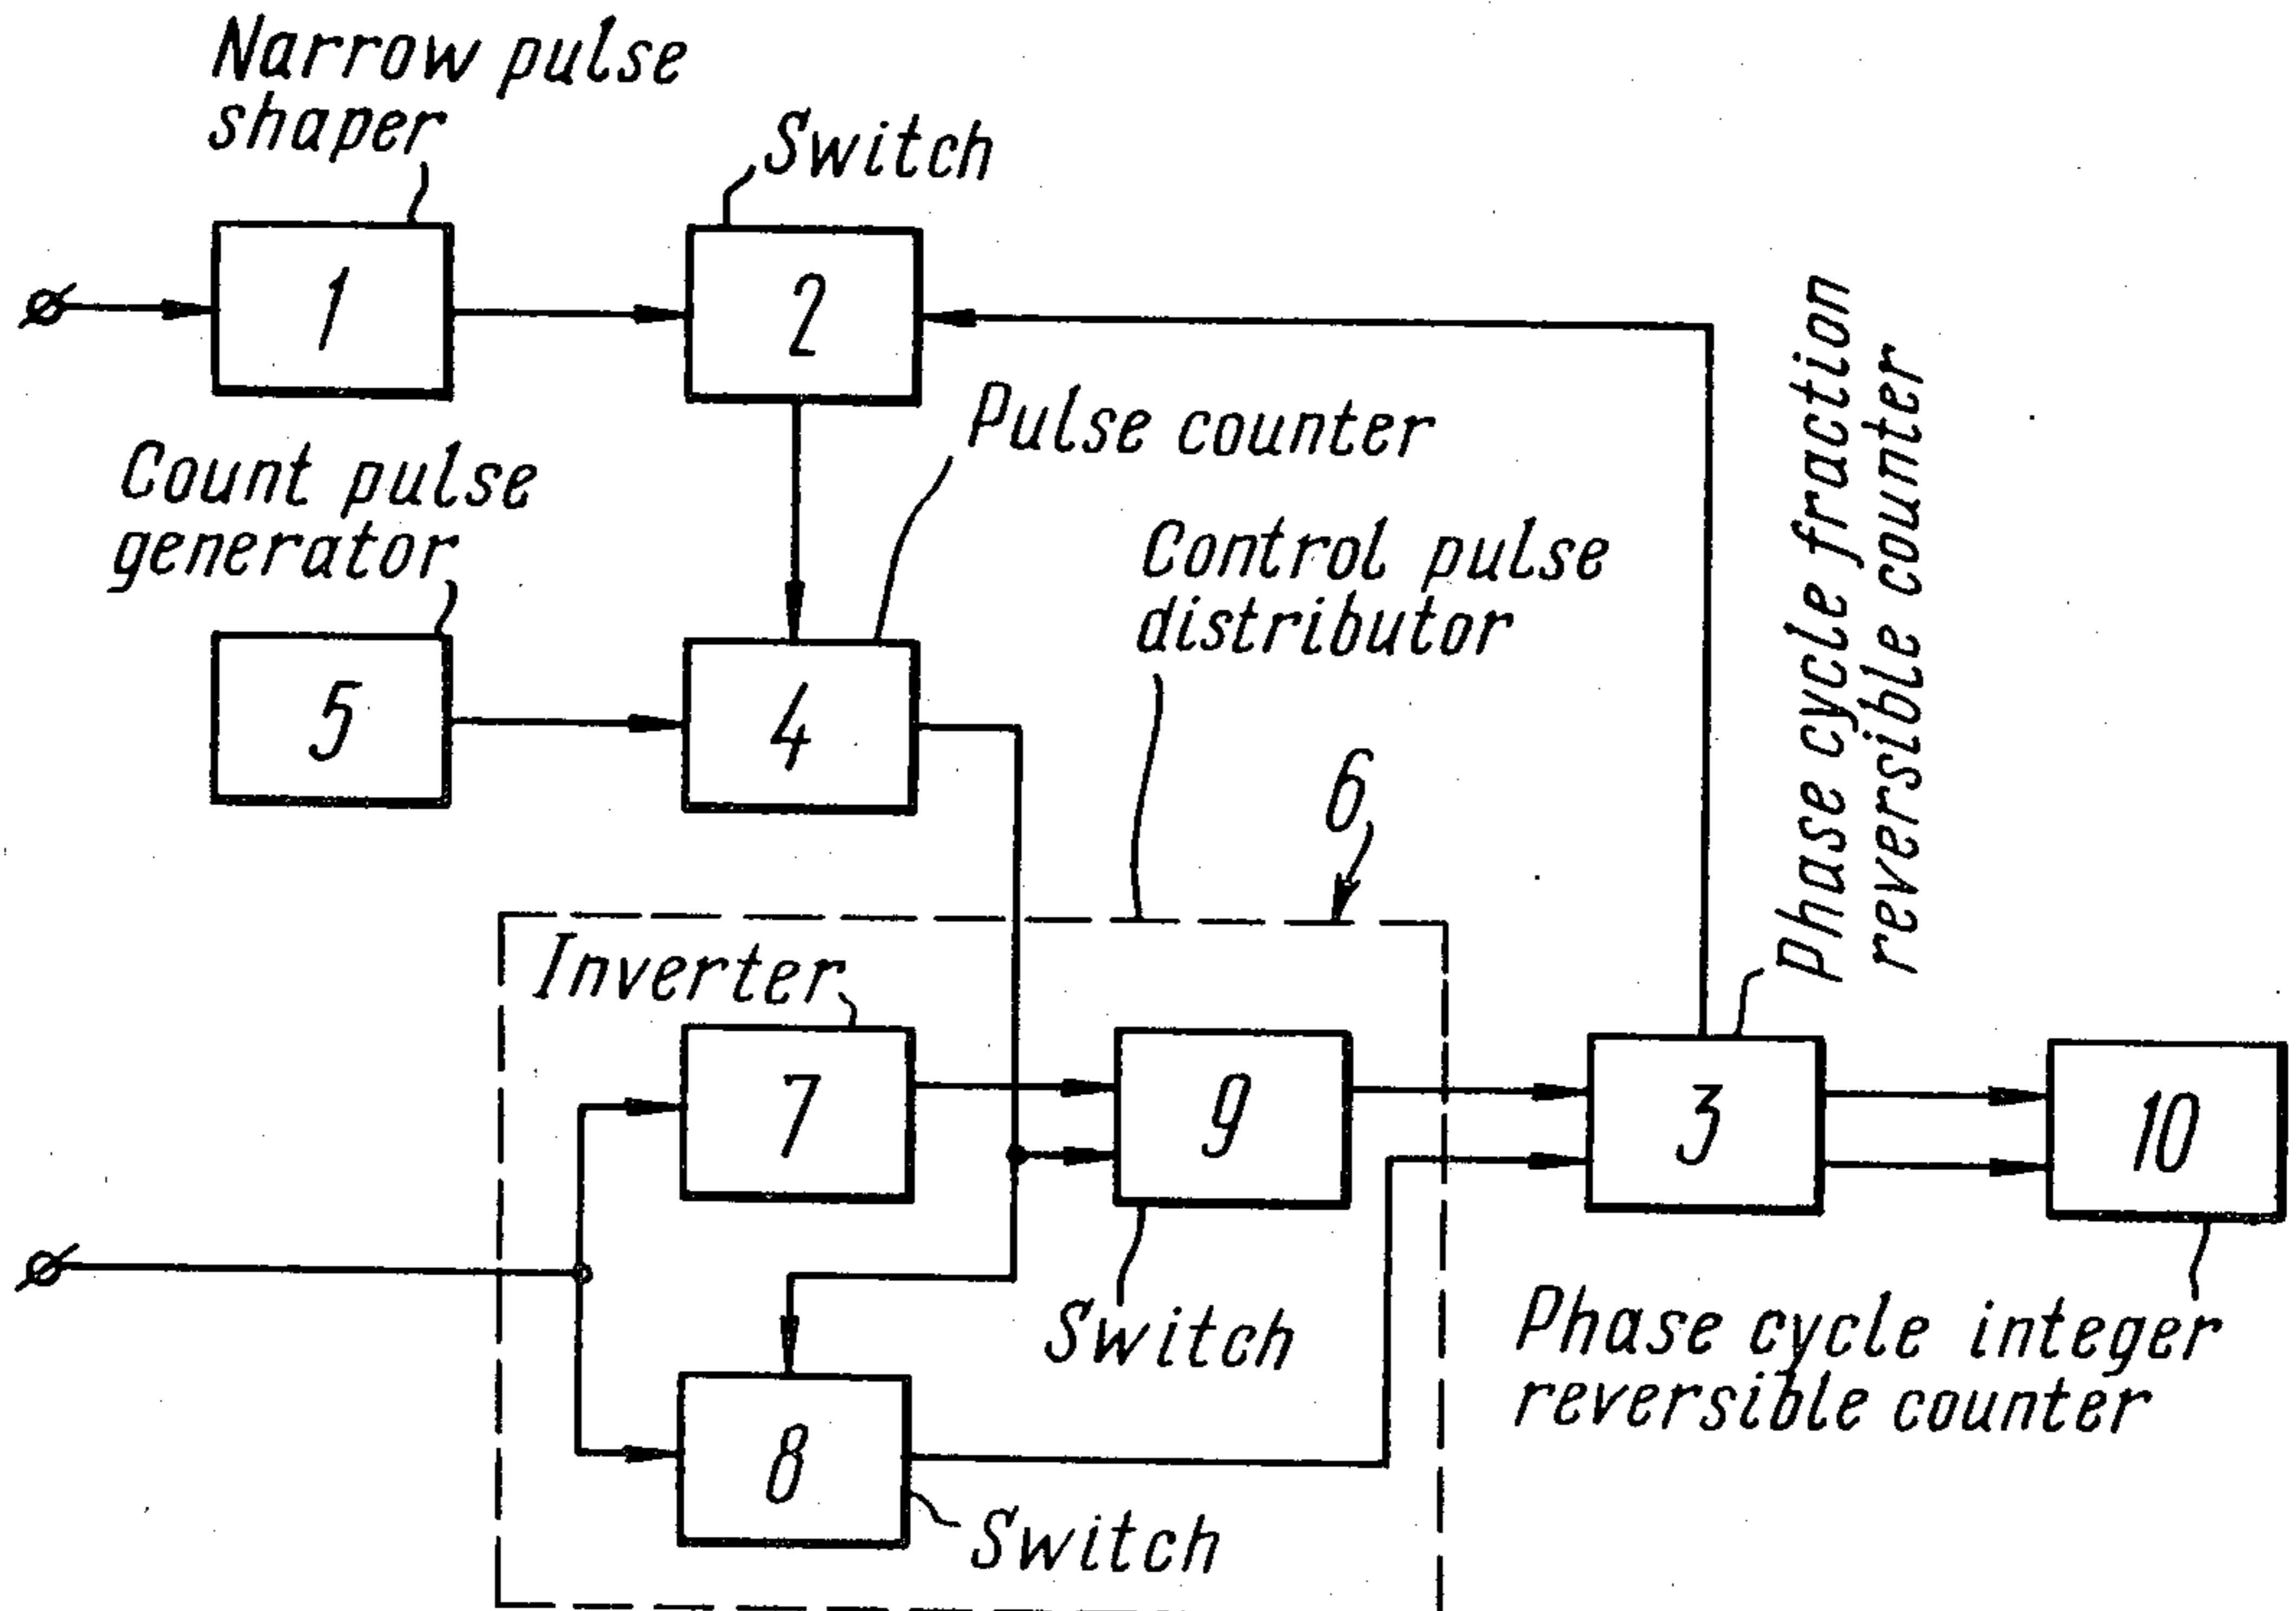 Narrow pulse
shaper
Switch
1
2
Pulse counter
Count pulse
generator
Control pulse
distributor
Phase cycle fraction
reversible counter
5
4
6
Inverter
7
9
3
10
Switch
Phase cycle integer
reversible counter
8
Switch